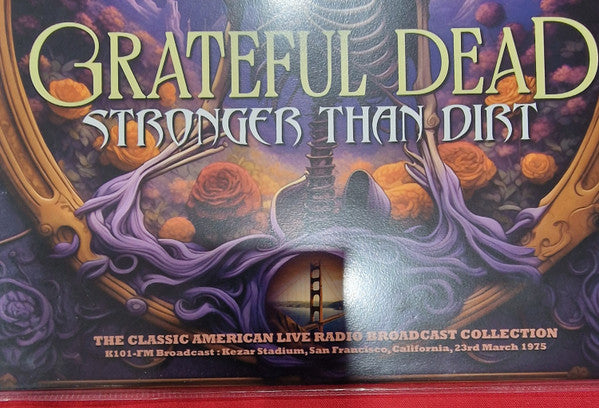 GRATEFUL DEAD
STRONGER THAN DIRT
THE CLASSIC AMERICAN LIVE RADIO BROADCAST COLLECTION
K101-FM Broadcast : Kezar Stadium, San Francisco, California, 23rd March 1975